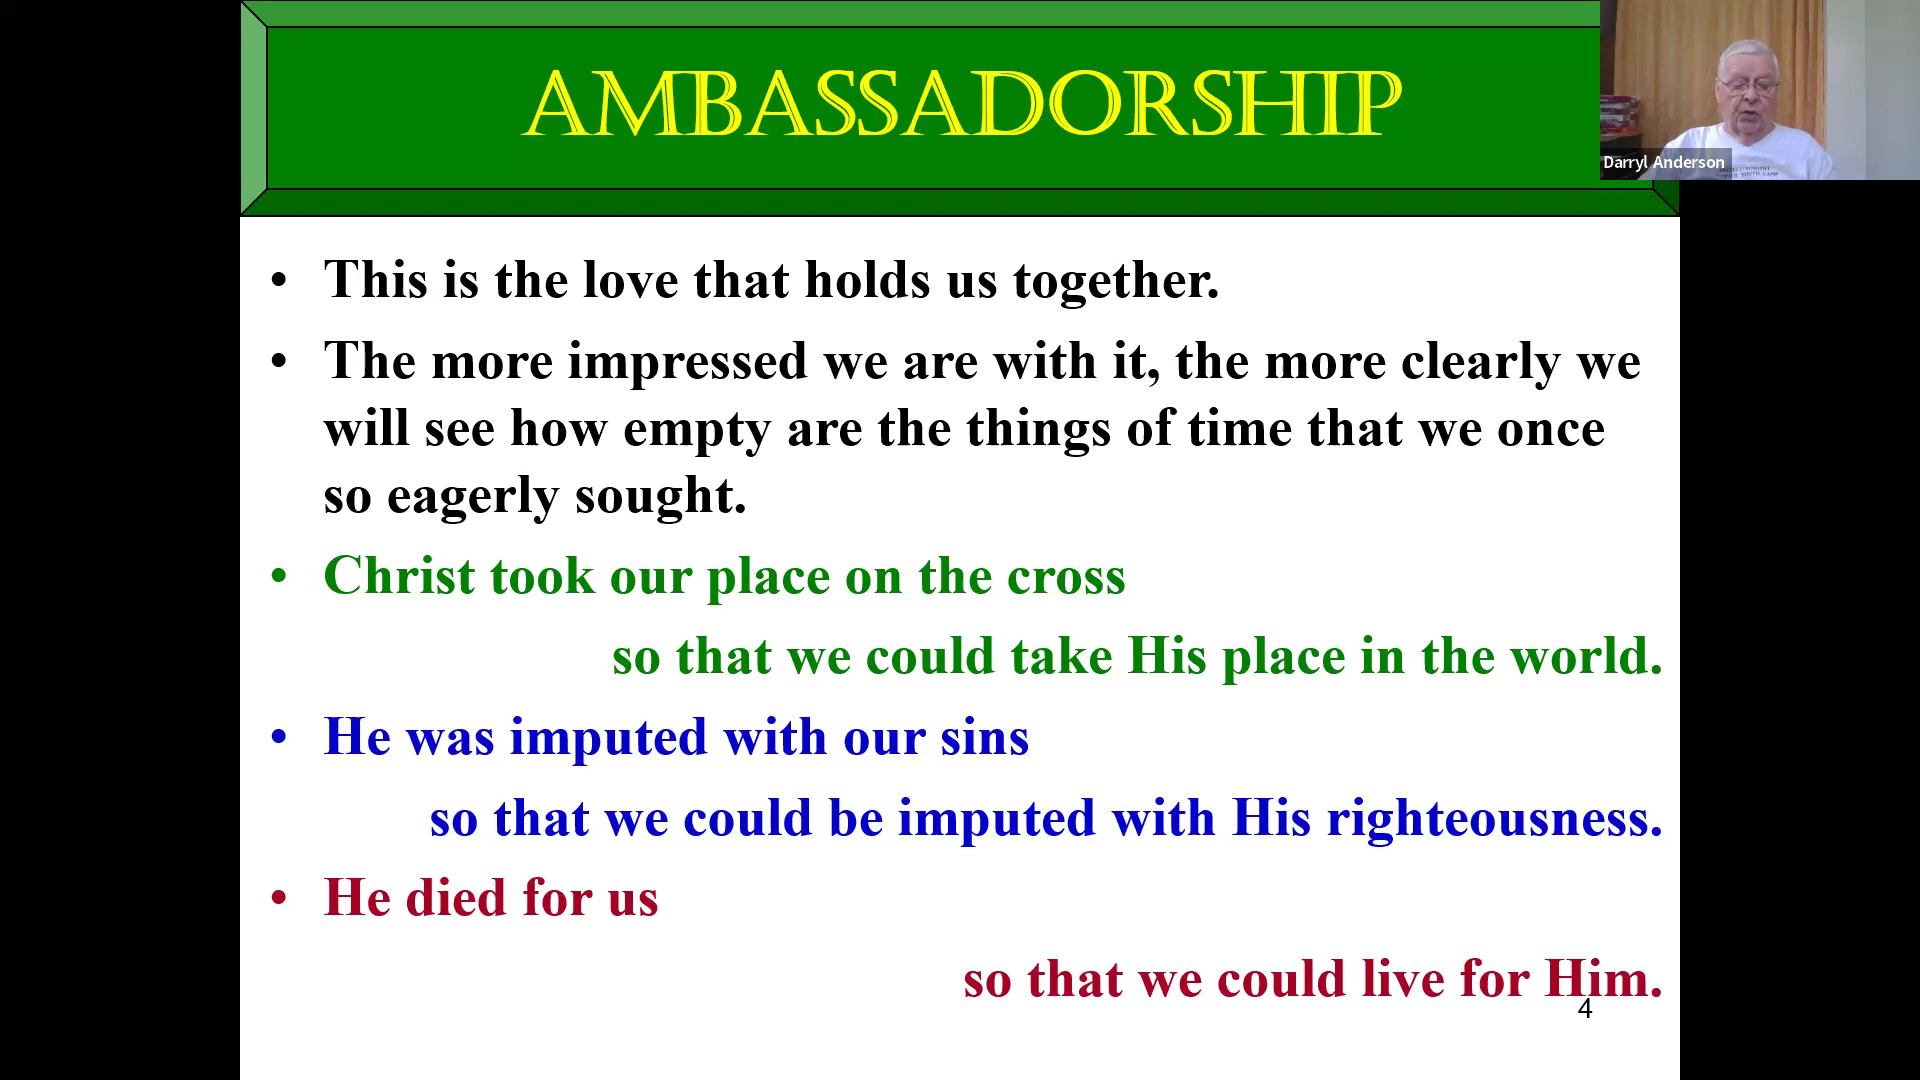 AMBASSADORSHIP
Darryl Anderson
• This is the love that holds us together.
• The more impressed we are with it, the more clearly we
will see how empty are the things of time that we once
so eagerly sought.
• Christ took our place on the cross
so that we could take His place in the world.
• He was imputed with our sins
so that we could be imputed with His righteousness.
• He died for us
so that we could live for Him.
4